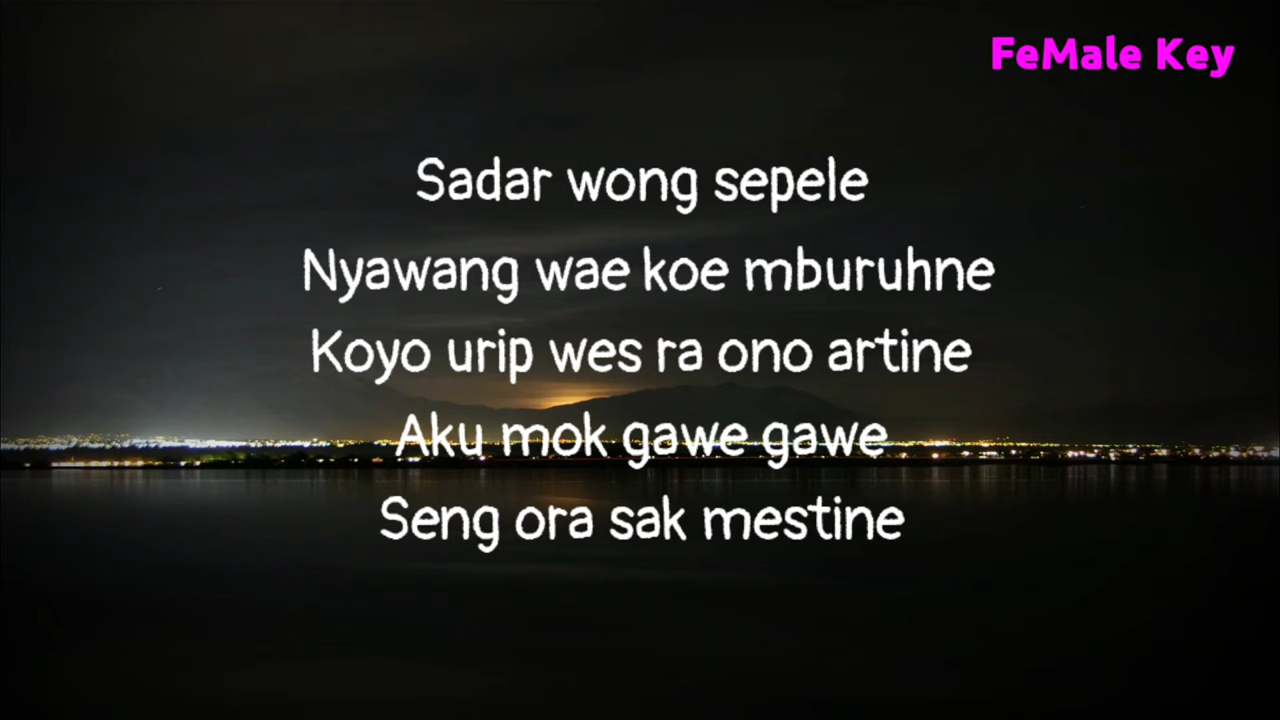 FeMale Key
Sadar wong sepele
Nyawang wae koe mburuhne
Koyo urip wes ra ono artine
Aku mok gawe gawe
Seng ora sak mestine